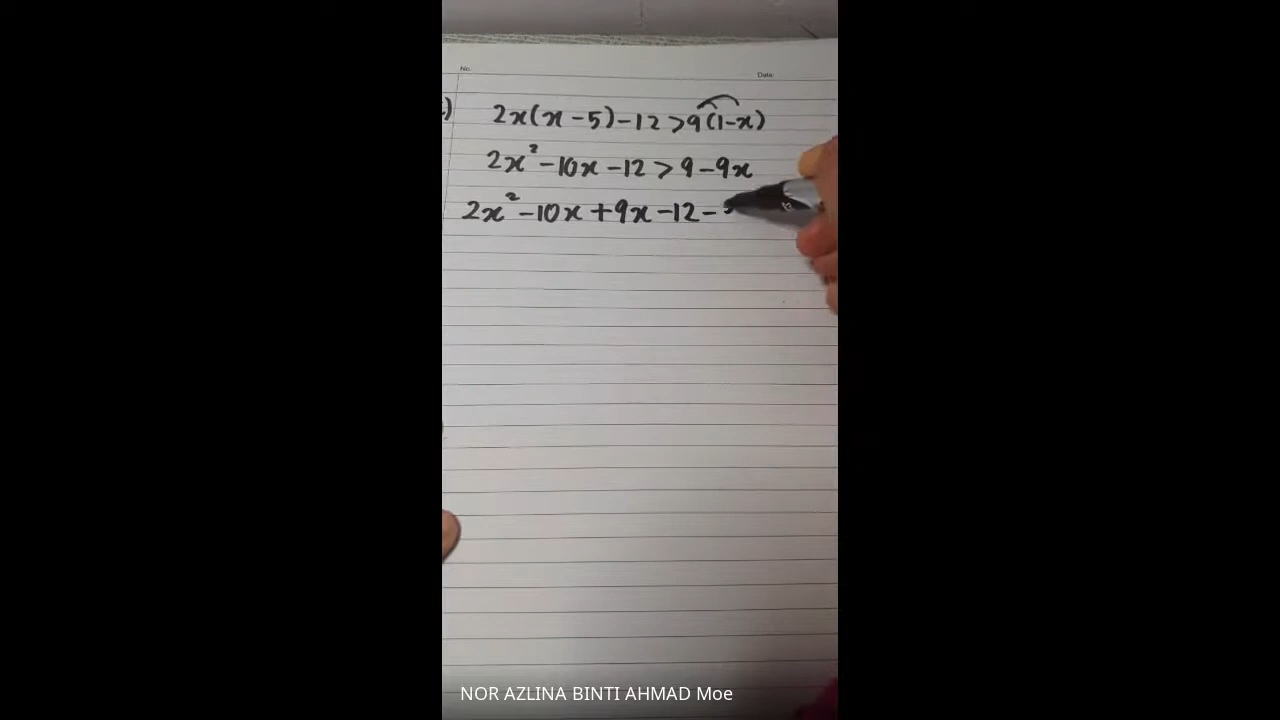 No. Date:
)
2x(x-5)-12>9(1-x)
2x²-10x-12>9-9x
2x²-10x+9x-12-
NOR AZLINA BINTI AHMAD Moe